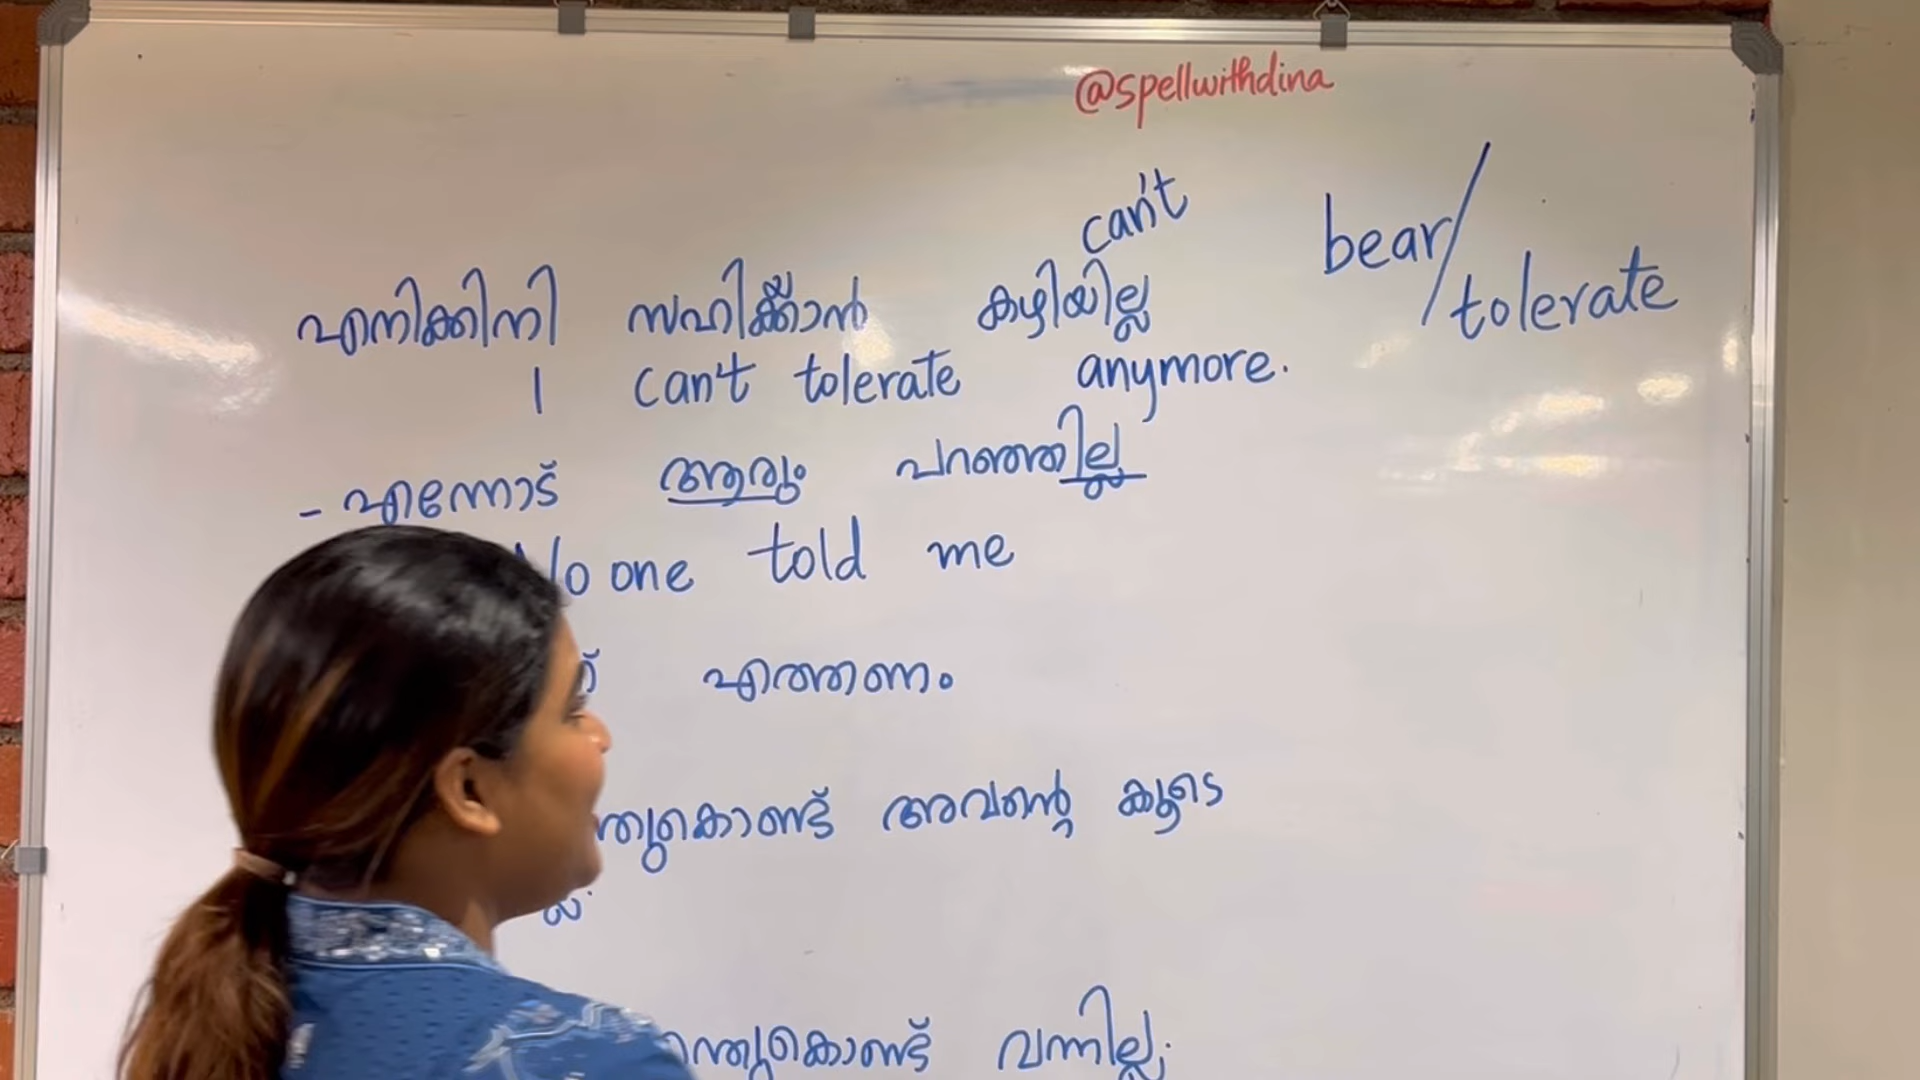 @spellwithdina
can't
bear/
tolerate
എനിക്കിനി സഹിക്കാൻ കഴിയില്ല
I can't tolerate anymore.
- എന്നോട് ആരും പറഞ്ഞില്ല
No one told me
എത്തണം
അവന്റെ കൂടെ
വന്നില്ല;